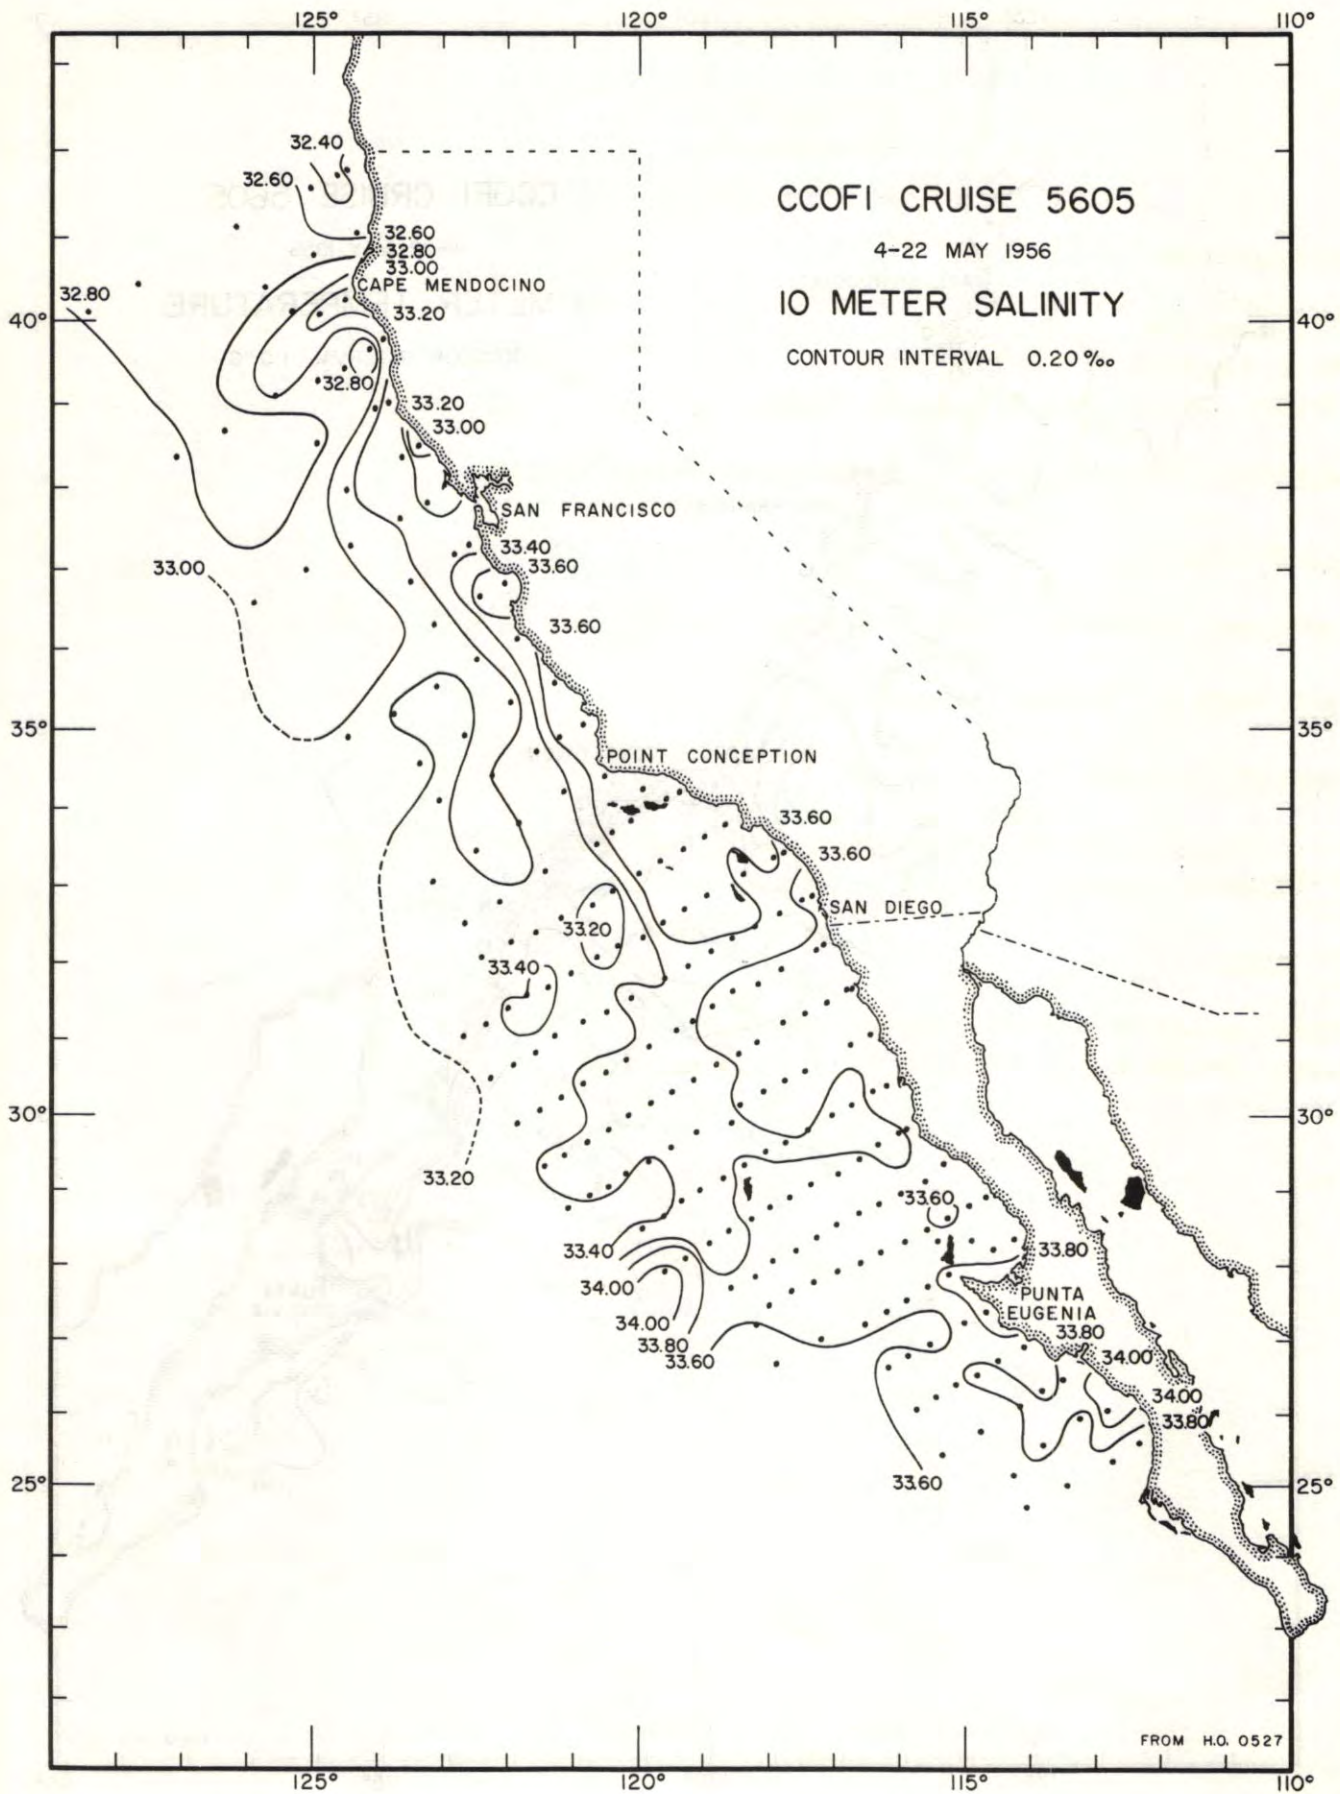 125° 120° 115° 110°
CCOFI CRUISE 5605
4-22 MAY 1956
10 METER SALINITY
CONTOUR INTERVAL 0.20 ‰
32.40
32.60
32.60
32.80
33.00
CAPE MENDOCINO
32.80
33.20
40° 40°
32.80
33.20
33.00
SAN FRANCISCO
33.40
33.60
33.00
33.60
35° 35°
POINT CONCEPTION
33.60
33.60
SAN DIEGO
33.20
33.40
30° 30°
33.20
33.60
33.40
33.80
34.00
PUNTA
EUGENIA
34.00
33.80
33.80
33.60
34.00
34.00
33.80
33.60
25° 25°
FROM H.O. 0527
125° 120° 115° 110°